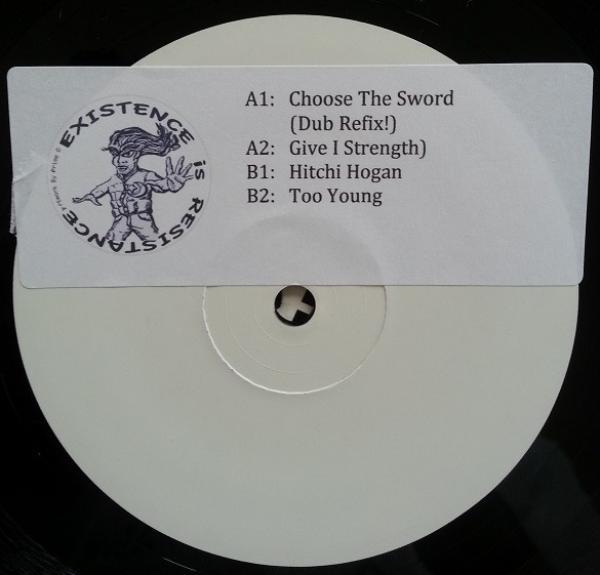 EXISTENCE is RESISTANCE
A1: Choose The Sword
(Dub Refix!)
A2: Give I Strength)
B1: Hitchi Hogan
B2: Too Young